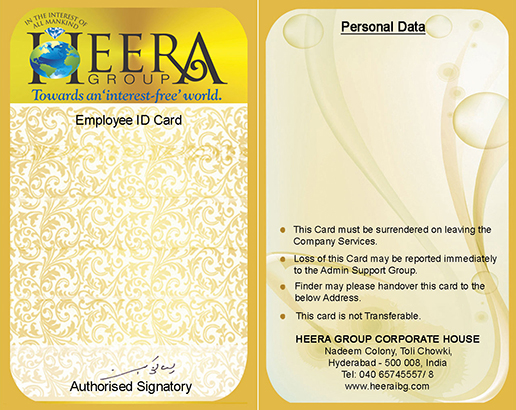 IN THE INTEREST OF
ALL MANKIND
HEERA
GROUP
Towards an 'interest-free' world.
Employee ID Card
Authorised Signatory
Personal Data
This Card must be surrendered on leaving the
Company Services.
Loss of this Card may be reported immediately
to the Admin Support Group.
Finder may please handover this card to the
below Address.
This card is not Transferable.
HEERA GROUP CORPORATE HOUSE
Nadeem Colony, Toli Chowki,
Hyderabad - 500 008, India
Tel: 040 65745557/ 8
www.heeraibg.com